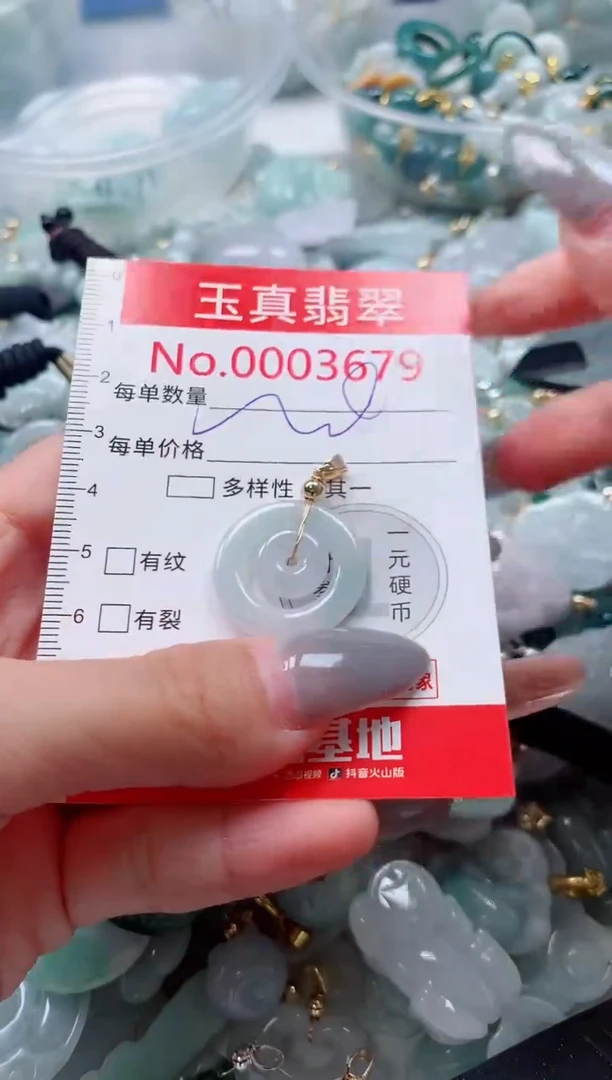 玉真翡翠
No.0003679
每单数量
每单价格
多样性 其一
有纹
有裂
一元硬币
基地
抖音火山版
0
1
2
3
4
5
6